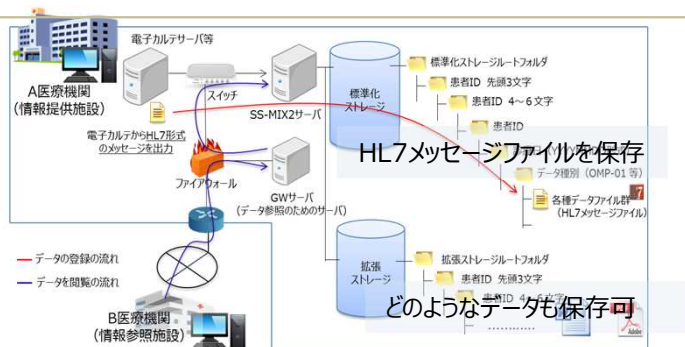 電子カルテサーバ等
A医療機関
(情報提供施設)
スイッチ
SS-MIX2サーバ
電子カルテからHL7形式
のメッセージを出力
ファイアウォール
GWサーバ
(データ参照のためのサーバ)
データの登録の流れ
データを閲覧の流れ
B医療機関
(情報参照施設)
標準化
ストレージ
標準化ストレージルートフォルダ
患者ID 先頭3文字
患者ID 4～6文字
患者ID
HL7メッセージファイルを保存
データ種別 (OMP-01 等)
各種データファイル群
(HL7メッセージファイル)
拡張
ストレージ
拡張ストレージルートフォルダ
患者ID 先頭3文字
患者ID 4～6文字
どのようなデータも保存可
…………
Adobe